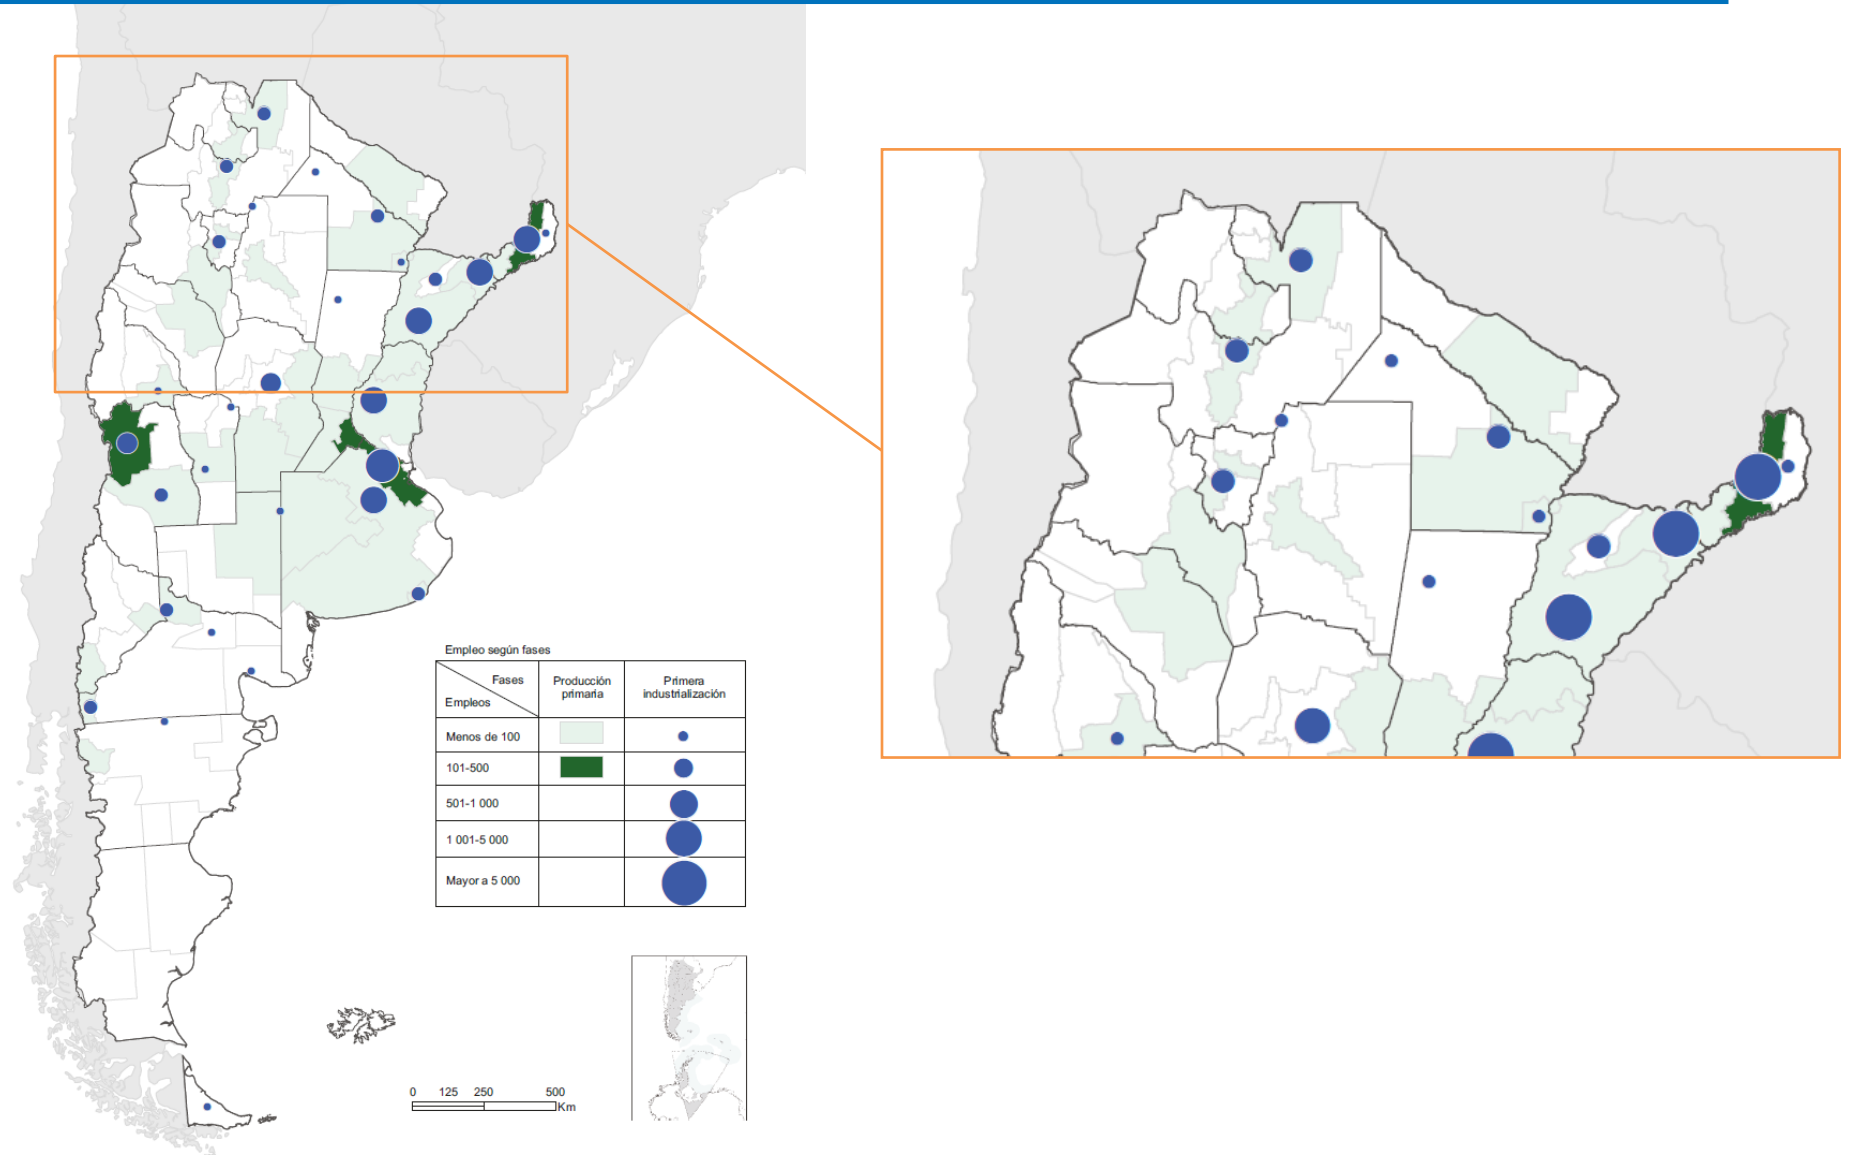 Empleo según fases
Fases
Empleos
Producción
primaria
Primera
industrialización
Menos de 100
101-500
501-1 000
1 001-5 000
Mayor a 5 000
0 125 250 500
Km